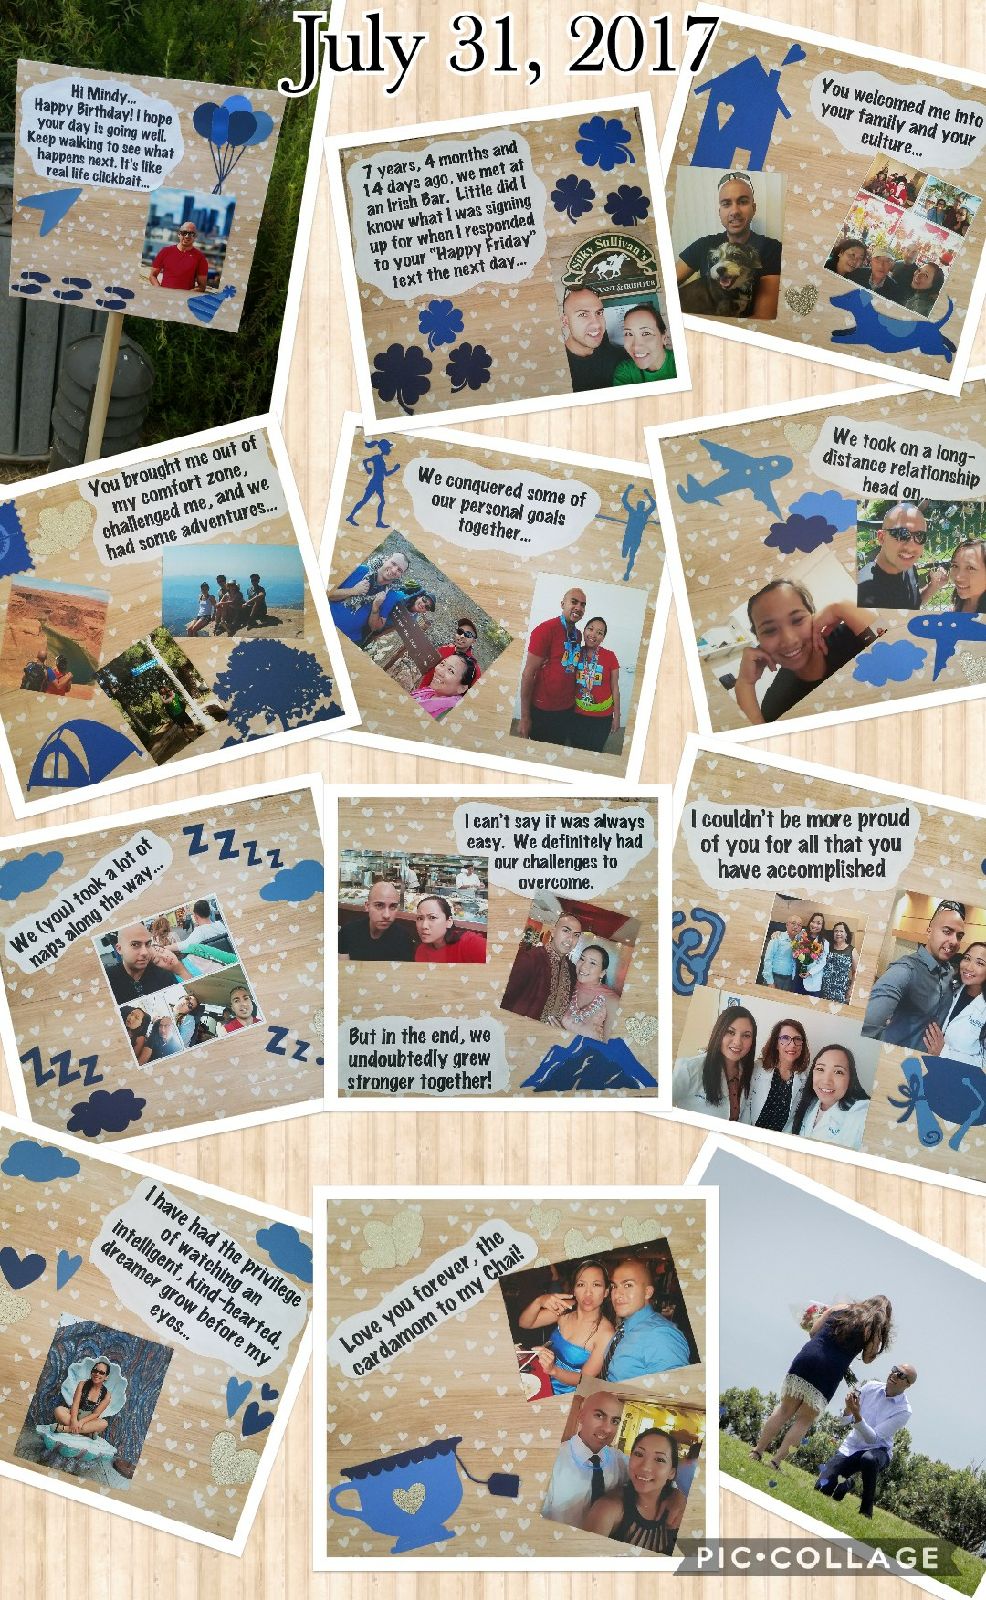 July 31, 2017
Hi Mindy...
Happy Birthday! I hope
your day is going well.
Keep walking to see what
happens next. It's like
real life clickbait...
7 years, 4 months and
14 days ago, we met at
an Irish Bar. Little did I
know what I was signing
up for when I responded
to your "Happy Friday"
text the next day...
Silky Sullivan's
You welcomed me into
your family and your
culture...
You brought me out of
my comfort zone,
challenged me, and we
had some adventures...
We conquered some of
our personal goals
together...
We took on a long-
distance relationship
head on...
We (you) took a lot of
naps along the way...
ZZZZ
ZZZ
ZZ
I can't say it was always
easy. We definitely had
our challenges to
overcome.
But in the end, we
undoubtedly grew
stronger together!
I couldn't be more proud
of you for all that you
have accomplished
I have had the privilege
of watching an
intelligent, kind-hearted,
dreamer grow before my
eyes...
Love you forever, the
cardamom to my Chai!
PIC•COLLAGE